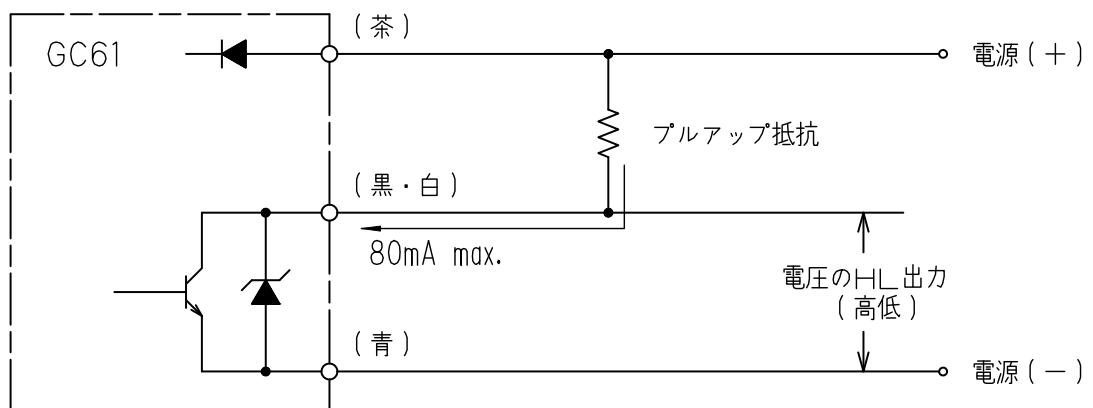 (茶)
GC61
電源(+)
プルアップ抵抗
(黒・白)
80mA max.
電圧のHL出力
(高低)
(青)
電源(-)